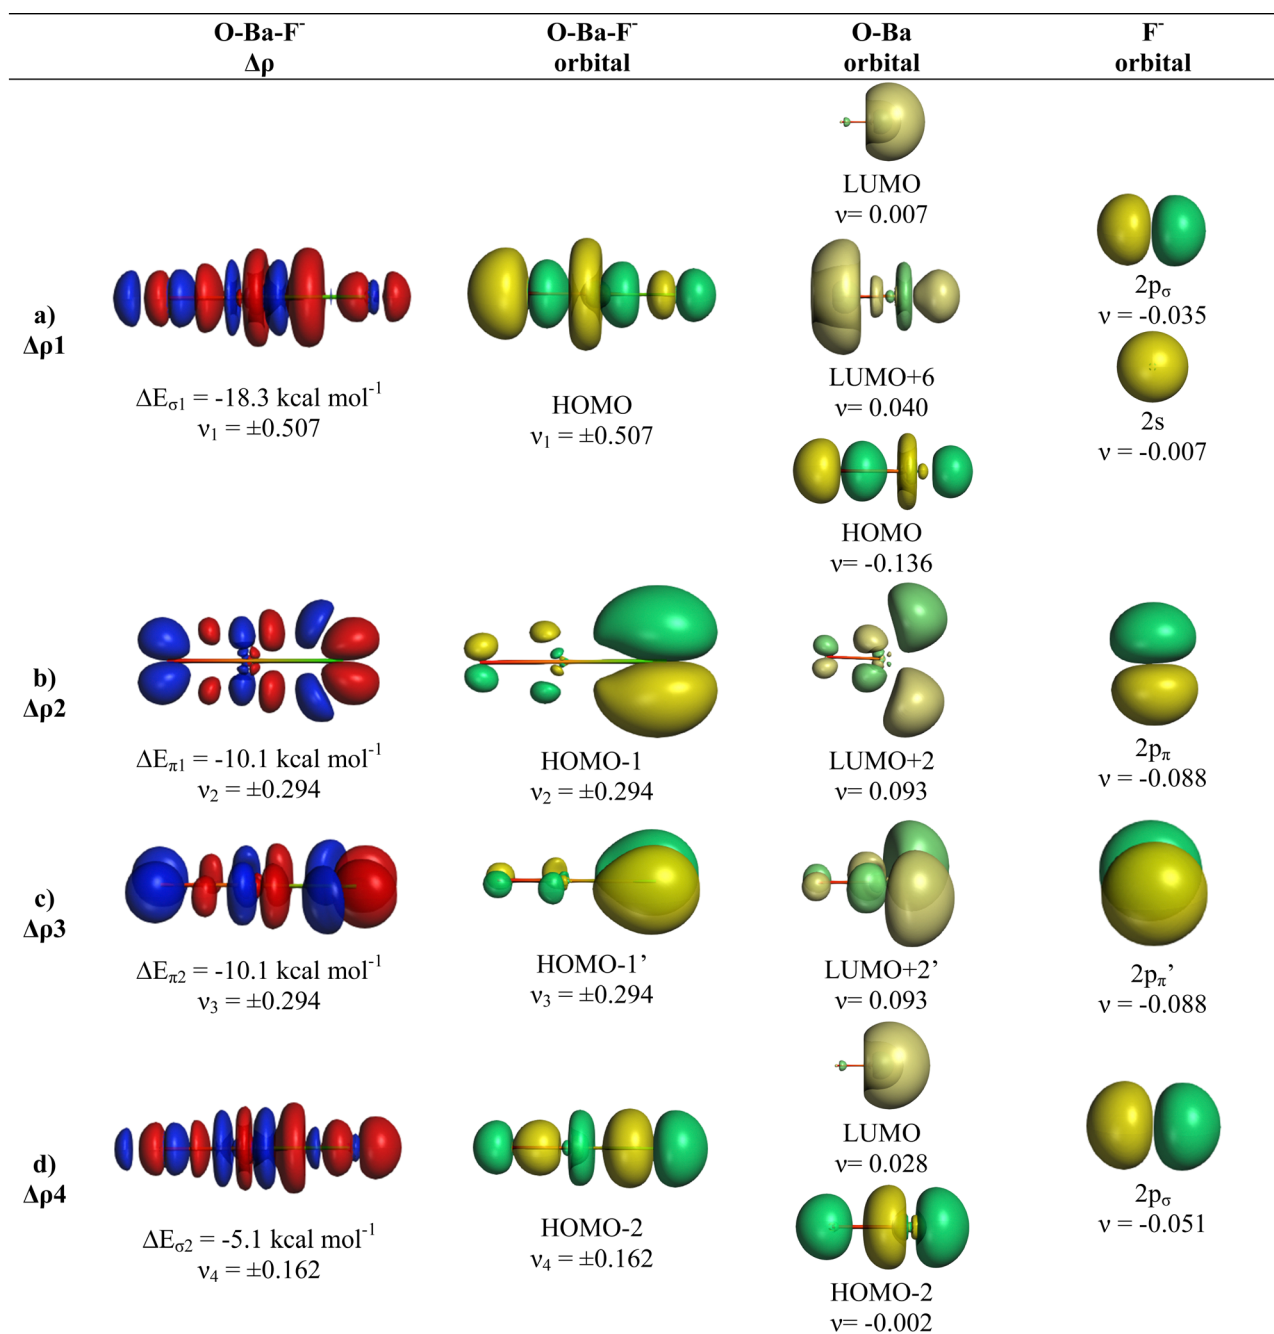 O-Ba-F⁻ O-Ba-F⁻ O-Ba F⁻
Δρ orbital orbital orbital
LUMO
ν= 0.007
2pσ
ν = -0.035
a)
Δρ1
ΔEσ1 = -18.3 kcal mol⁻¹
ν₁ = ±0.507
HOMO
ν₁ = ±0.507
LUMO+6
ν= 0.040
2s
ν = -0.007
HOMO
ν= -0.136
b)
Δρ2
ΔEπ1 = -10.1 kcal mol⁻¹
ν₂ = ±0.294
HOMO-1
ν₂ = ±0.294
LUMO+2
ν= 0.093
2pπ
ν = -0.088
c)
Δρ3
ΔEπ2 = -10.1 kcal mol⁻¹
ν₃ = ±0.294
HOMO-1’
ν₃ = ±0.294
LUMO+2’
ν= 0.093
2pπ’
ν = -0.088
LUMO
ν= 0.028
d)
Δρ4
ΔEσ2 = -5.1 kcal mol⁻¹
ν₄ = ±0.162
HOMO-2
ν₄ = ±0.162
2pσ
ν = -0.051
HOMO-2
ν= -0.002